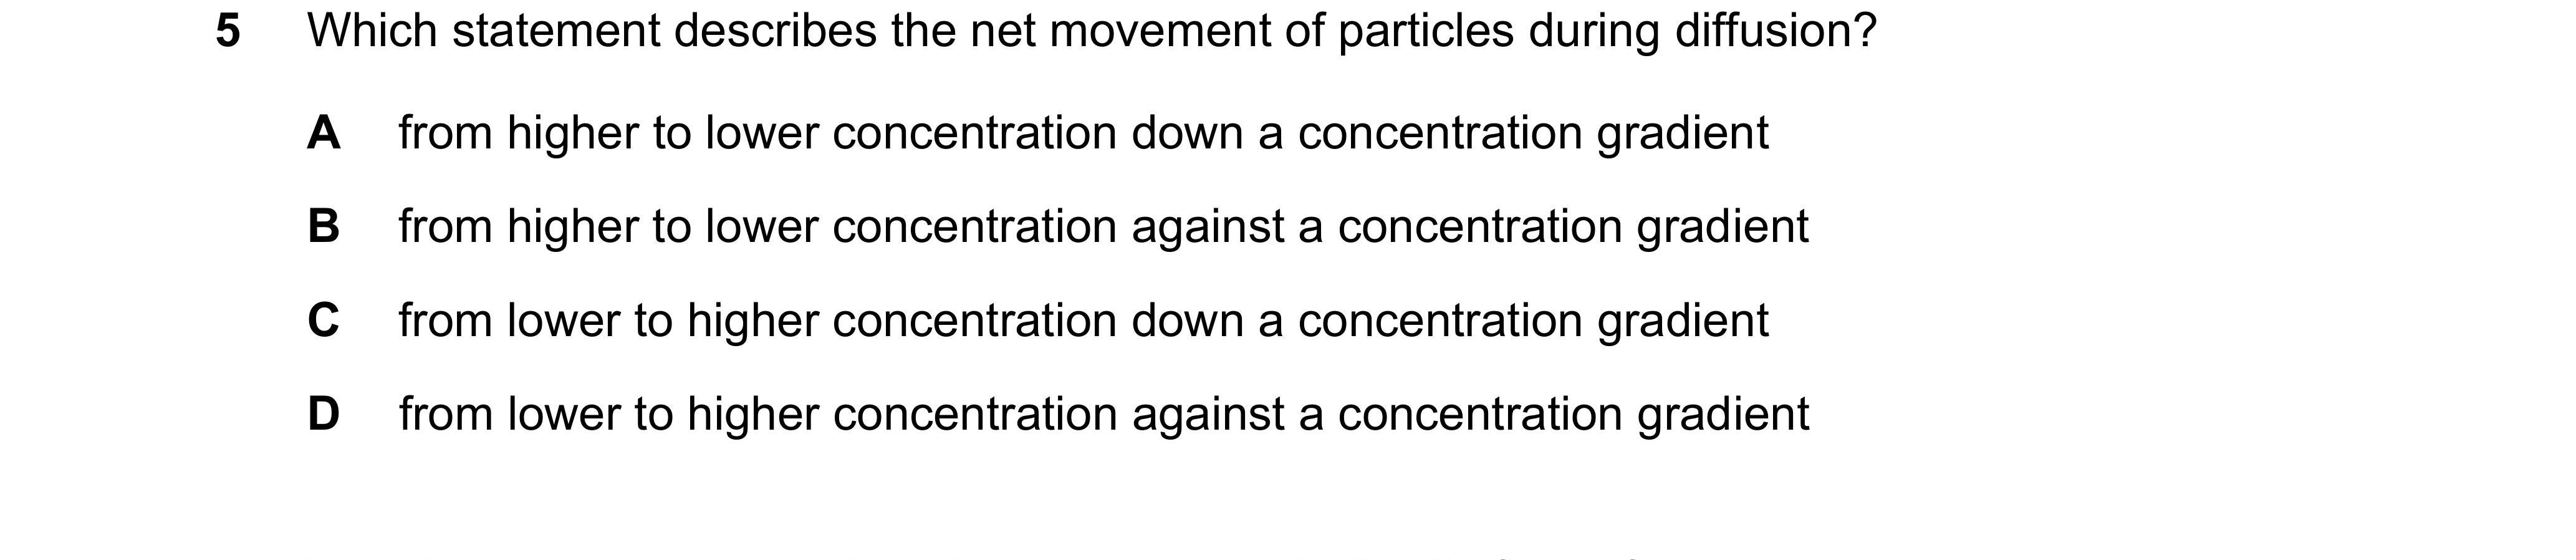 5 Which statement describes the net movement of particles during diffusion?
A from higher to lower concentration down a concentration gradient
B from higher to lower concentration against a concentration gradient
C from lower to higher concentration down a concentration gradient
D from lower to higher concentration against a concentration gradient